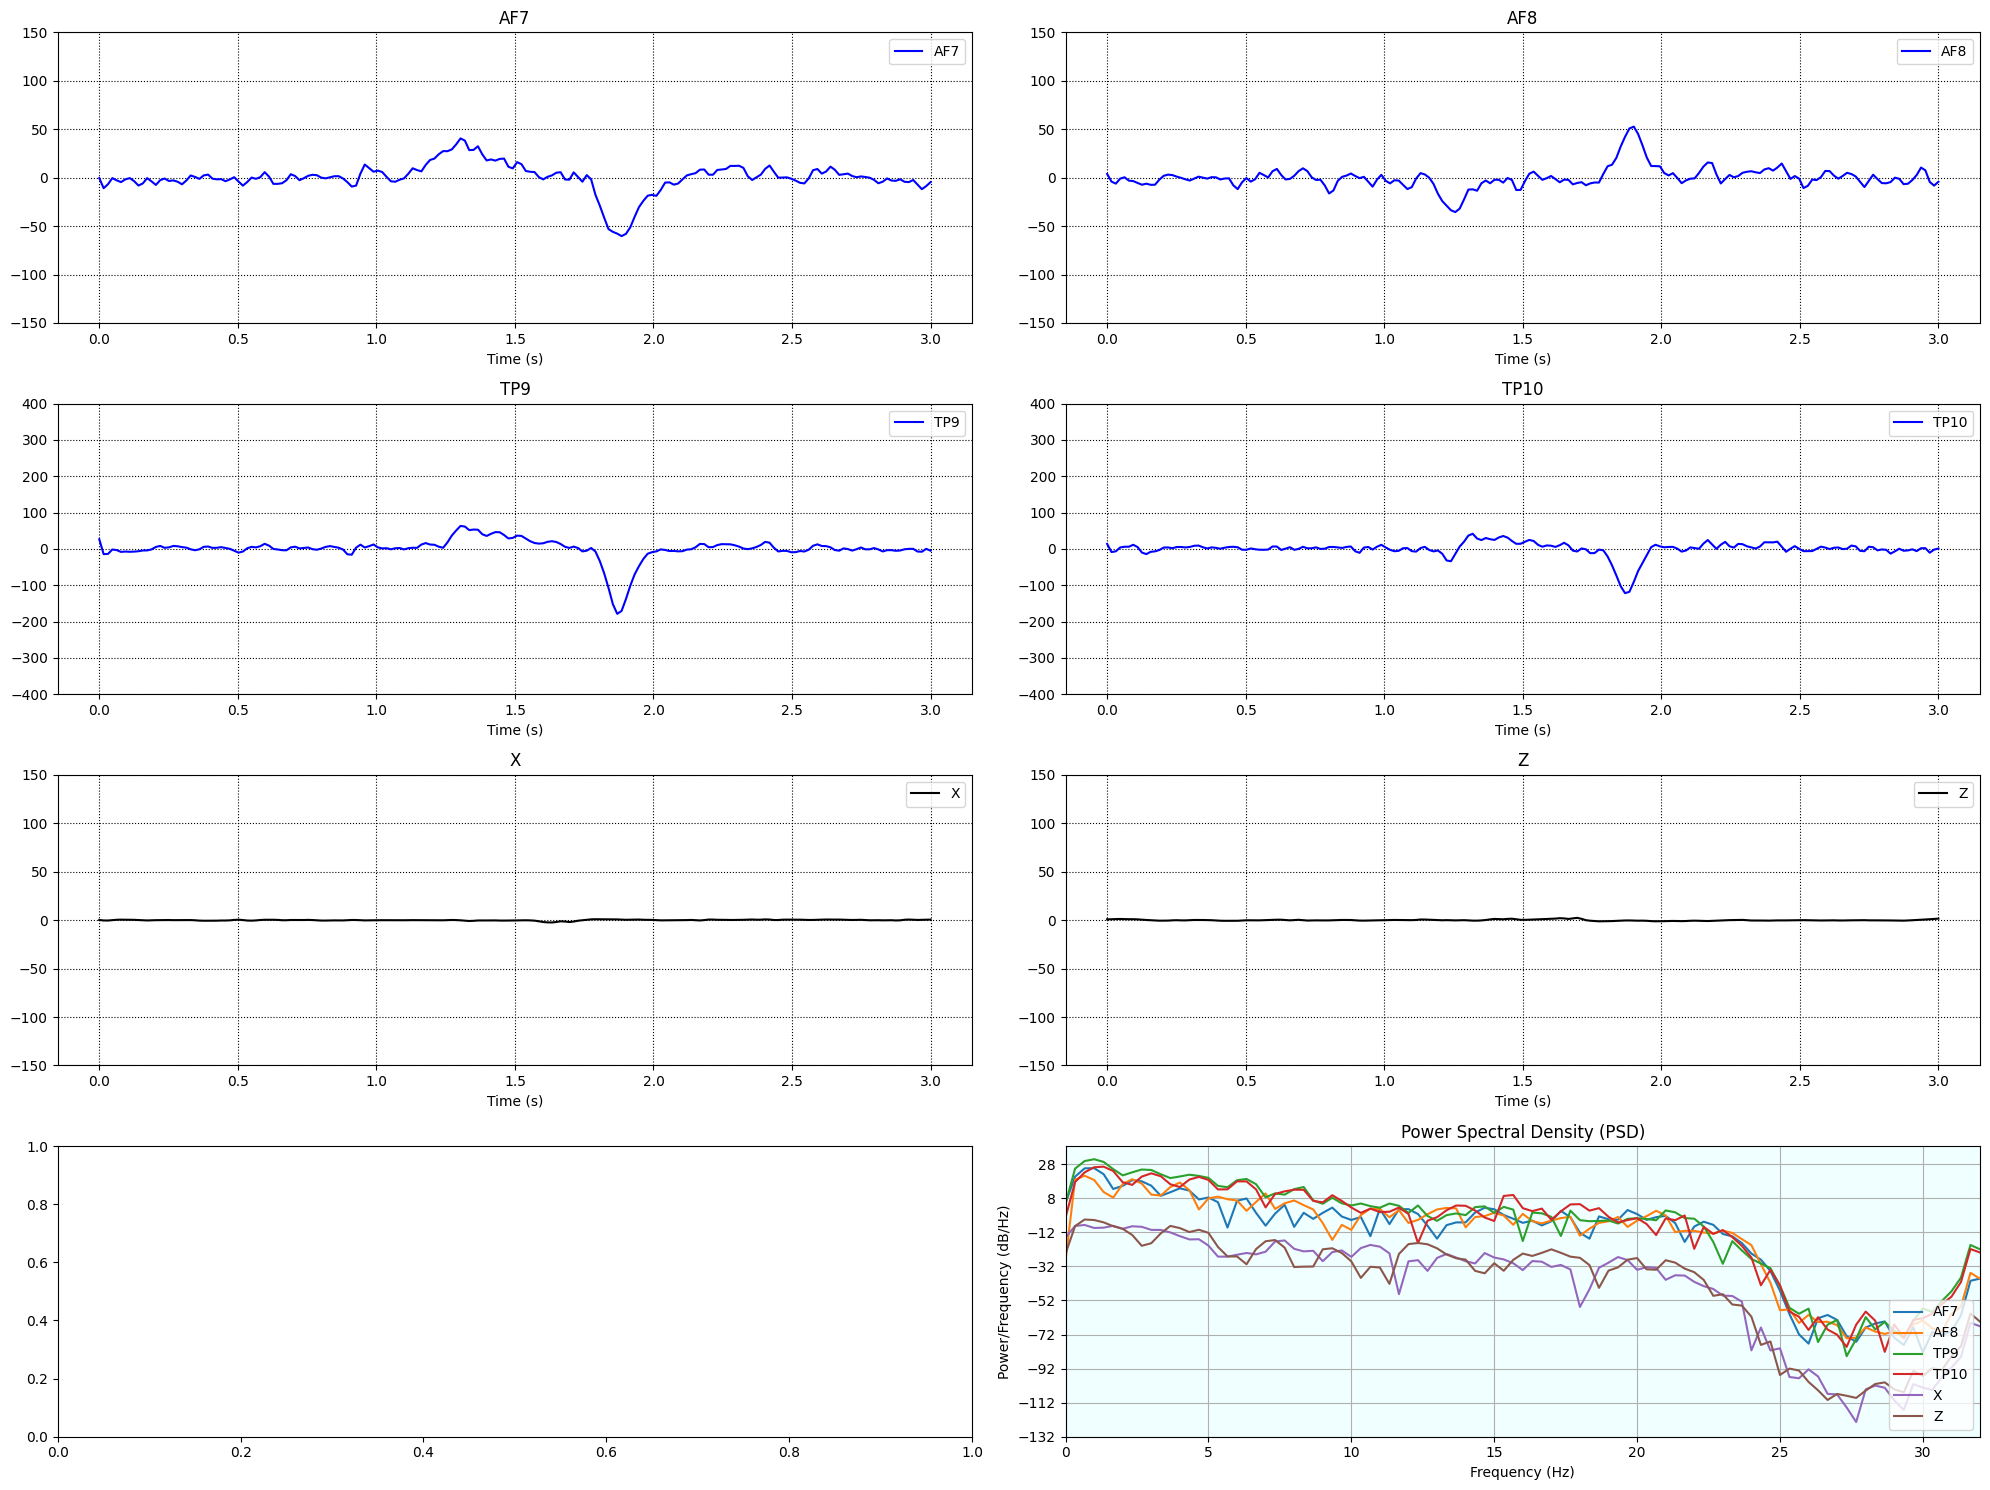 AF7
AF7
150
100
50
0
−50
−100
−150
0.0 0.5 1.0 1.5 2.0 2.5 3.0
Time (s)
AF8
AF8
150
100
50
0
−50
−100
−150
0.0 0.5 1.0 1.5 2.0 2.5 3.0
Time (s)
TP9
TP9
400
300
200
100
0
−100
−200
−300
−400
0.0 0.5 1.0 1.5 2.0 2.5 3.0
Time (s)
TP10
TP10
400
300
200
100
0
−100
−200
−300
−400
0.0 0.5 1.0 1.5 2.0 2.5 3.0
Time (s)
X
X
150
100
50
0
−50
−100
−150
0.0 0.5 1.0 1.5 2.0 2.5 3.0
Time (s)
Z
Z
150
100
50
0
−50
−100
−150
0.0 0.5 1.0 1.5 2.0 2.5 3.0
Time (s)
1.0
0.8
0.6
0.4
0.2
0.0
0.0 0.2 0.4 0.6 0.8 1.0
Power Spectral Density (PSD)
Power/Frequency (dB/Hz)
28
8
−12
−32
−52
−72
−92
−112
−132
AF7
AF8
TP9
TP10
X
Z
0 5 10 15 20 25 30
Frequency (Hz)